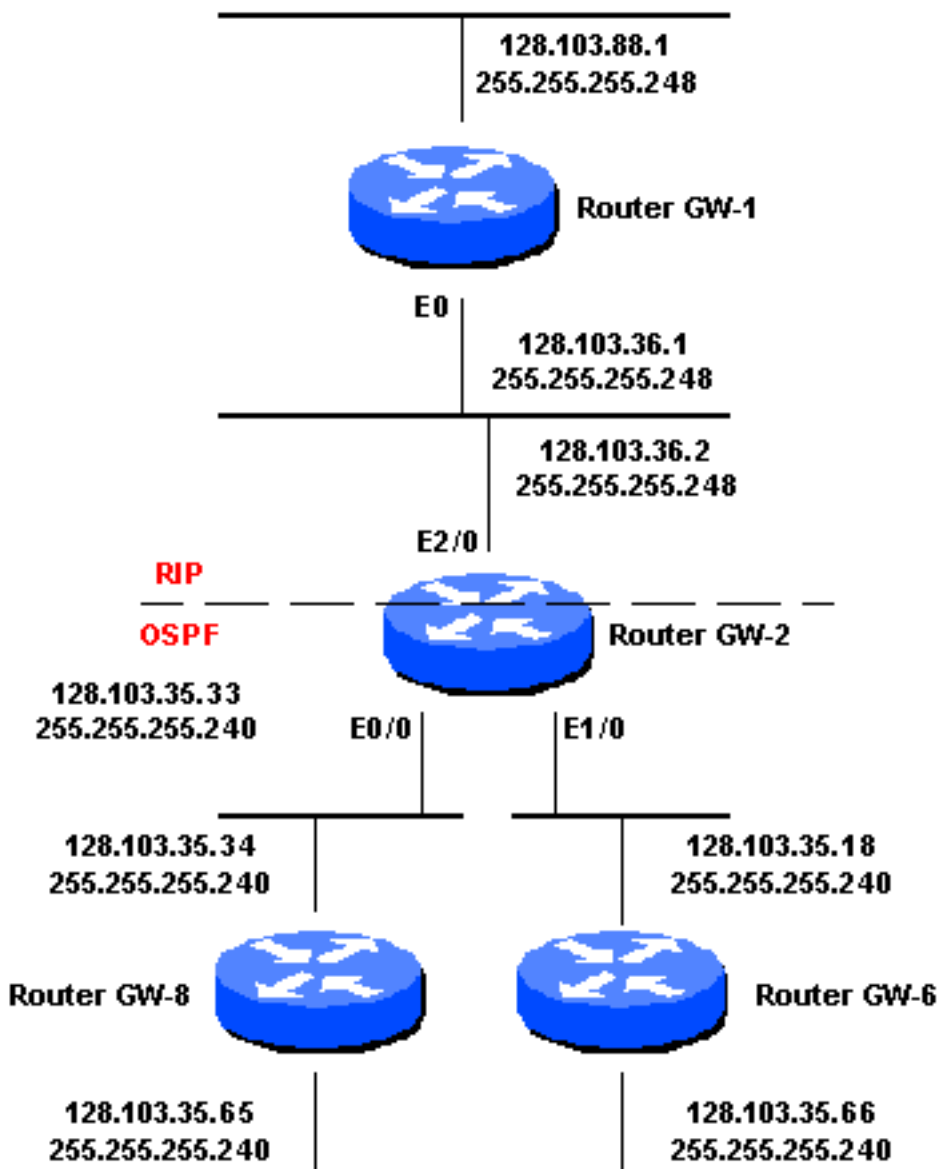 128.103.88.1
255.255.255.248
Router GW-1
E0
128.103.36.1
255.255.255.248
128.103.36.2
255.255.255.248
E2/0
RIP
OSPF
Router GW-2
128.103.35.33
255.255.255.240
E0/0
E1/0
128.103.35.34
255.255.255.240
128.103.35.18
255.255.255.240
Router GW-8
Router GW-6
128.103.35.65
255.255.255.240
128.103.35.66
255.255.255.240